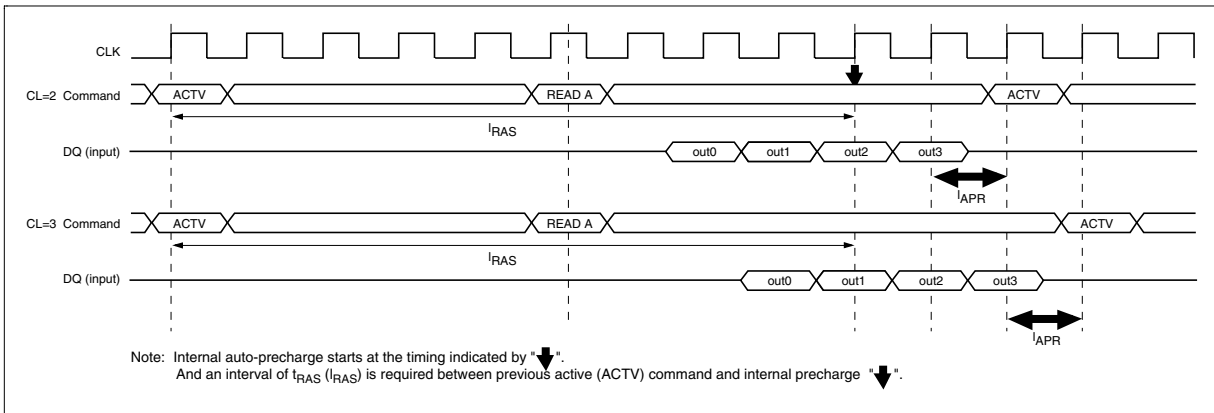 CLK
CL=2 Command ACTV READ A ACTV
lRAS
DQ (input) out0 out1 out2 out3
lAPR
CL=3 Command ACTV READ A ACTV
lRAS
DQ (input) out0 out1 out2 out3
lAPR
Note: Internal auto-precharge starts at the timing indicated by " ".
And an interval of tRAS (lRAS) is required between previous active (ACTV) command and internal precharge " ".